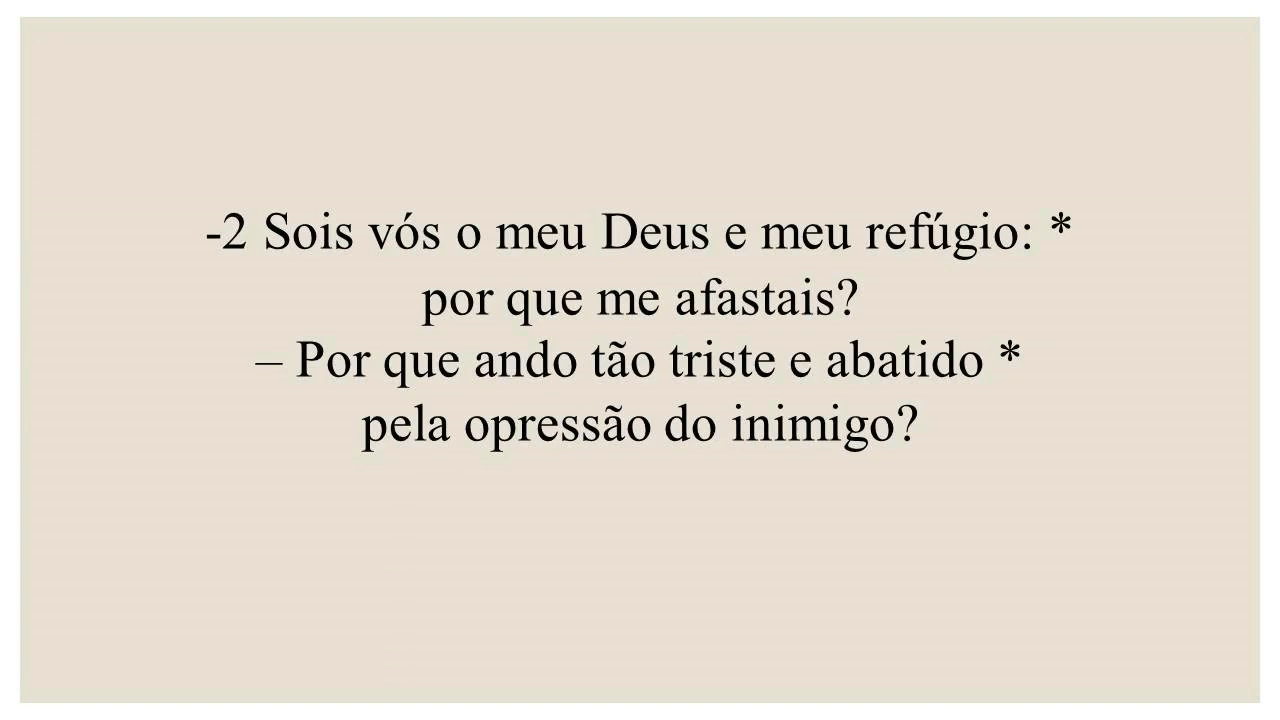 -2 Sois vós o meu Deus e meu refúgio: *
por que me afastais?
– Por que ando tão triste e abatido *
pela opressão do inimigo?